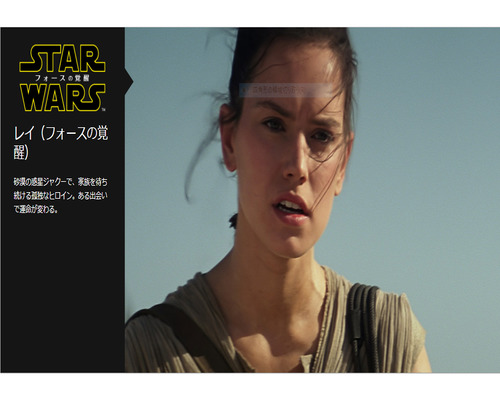 STAR
フォースの覚醒
WARS
レイ（フォースの覚
醒）
砂漠の惑星ジャクーで、家族を待ち
続ける孤独なヒロイン。ある出会い
で運命が変わる。